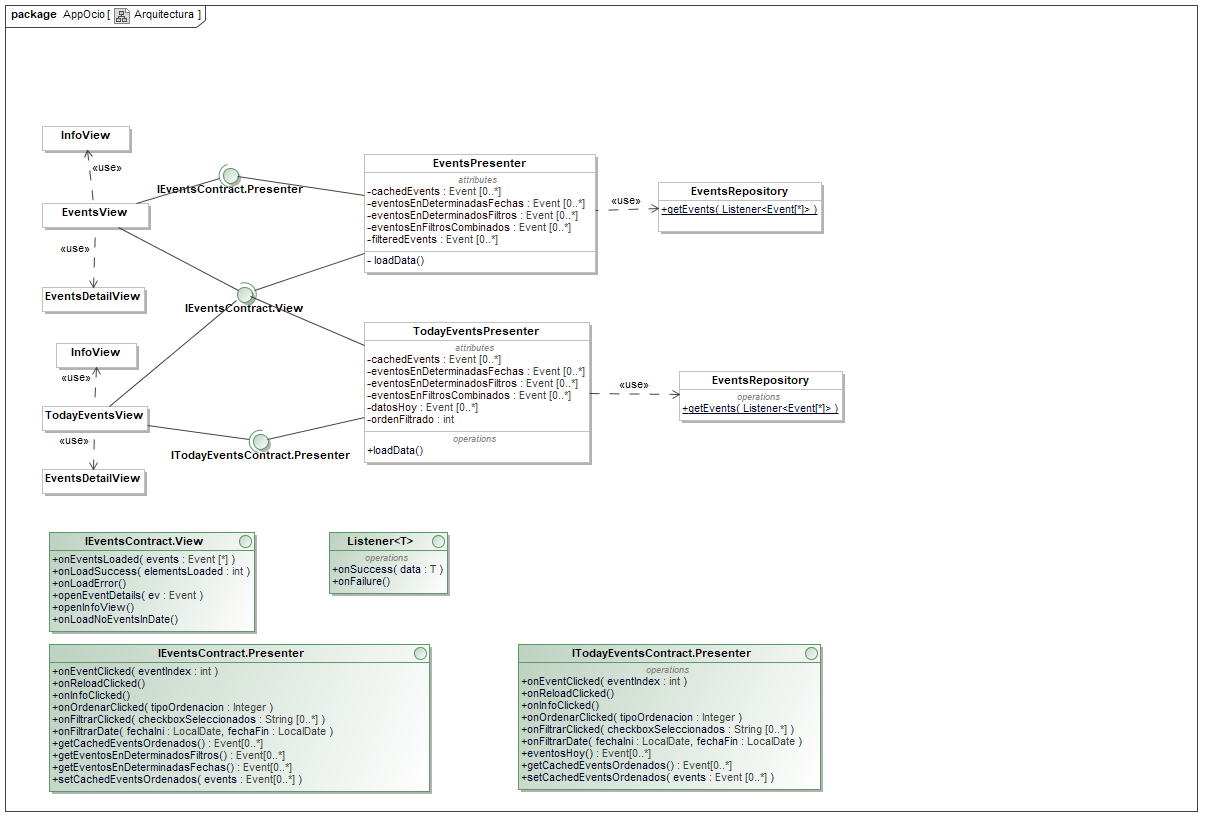 package AppOcio [ Arquitectura ]
InfoView
«use»
IEventsContract.Presenter
EventsView
«use»
EventsDetailView
EventsPresenter
attributes
-cachedEvents : Event [0..*]
-eventosEnDeterminadasFechas : Event [0..*]
-eventosEnDeterminadosFiltros : Event [0..*]
-eventosEnFiltrosCombinados : Event [0..*]
-filteredEvents : Event [0..*]
- loadData()
«use»
EventsRepository
+getEvents( Listener<Event[*]> )
IEventsContract.View
InfoView
«use»
TodayEventsView
«use»
EventsDetailView
ITodayEventsContract.Presenter
TodayEventsPresenter
attributes
-cachedEvents : Event [0..*]
-eventosEnDeterminadasFechas : Event [0..*]
-eventosEnDeterminadosFiltros : Event [0..*]
-eventosEnFiltrosCombinados : Event [0..*]
-datosHoy : Event [0..*]
-ordenFiltrado : int
operations
+loadData()
«use»
EventsRepository
operations
+getEvents( Listener<Event[*]> )
IEventsContract.View
+onEventsLoaded( events : Event [*] )
+onLoadSuccess( elementsLoaded : int )
+onLoadError()
+openEventDetails( ev : Event )
+openInfoView()
+onLoadNoEventsInDate()
Listener<T>
operations
+onSuccess( data : T )
+onFailure()
IEventsContract.Presenter
+onEventClicked( eventIndex : int )
+onReloadClicked()
+onInfoClicked()
+onOrdenarClicked( tipoOrdenacion : Integer )
+onFiltrarClicked( checkboxSeleccionados : String [0..*] )
+onFiltrarDate( fechaIni : LocalDate, fechaFin : LocalDate )
+getCachedEventsOrdenados() : Event[0..*]
+getEventosEnDeterminadosFiltros() : Event[0..*]
+getEventosEnDeterminadasFechas() : Event[0..*]
+setCachedEventsOrdenados( events : Event[0..*] )
ITodayEventsContract.Presenter
operations
+onEventClicked( eventIndex : int )
+onReloadClicked()
+onInfoClicked()
+onOrdenarClicked( tipoOrdenacion : Integer )
+onFiltrarClicked( checkboxSeleccionados : String [0..*] )
+onFiltrarDate( fechaIni : LocalDate, fechaFin : LocalDate )
+eventosHoy() : Event[0..*]
+getCachedEventsOrdenados() : Event[0..*]
+setCachedEventsOrdenados( events : Event [0..*] )